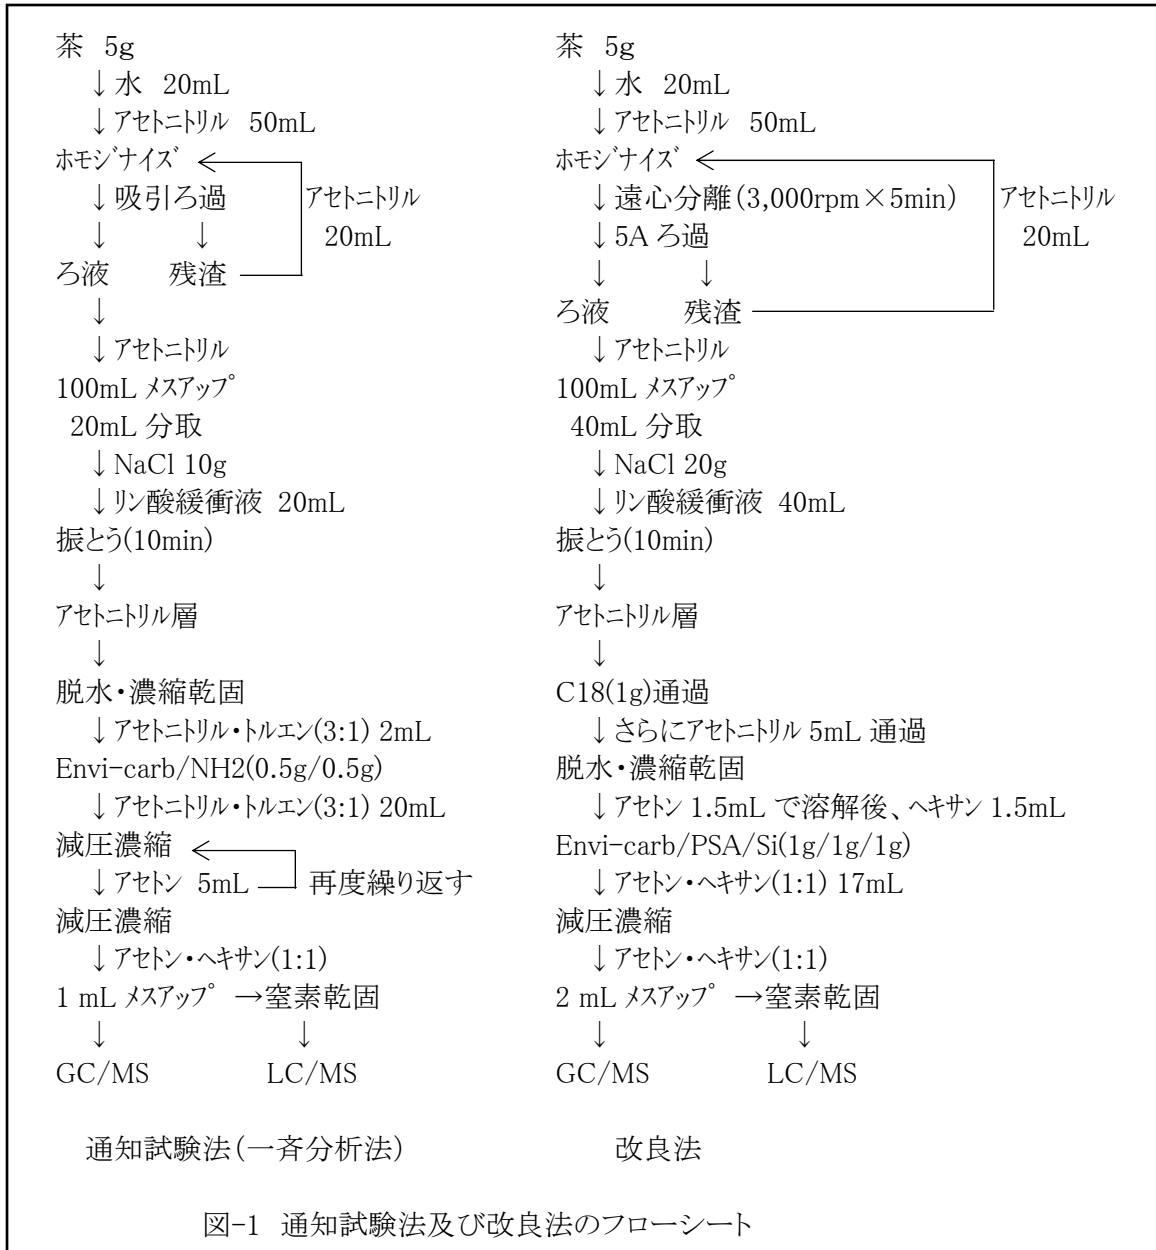 茶 5g
↓水 20mL
↓アセトニトリル 50mL
ホモジナイズ
↓吸引ろ過
アセトニトリル
↓ ↓
20mL
ろ液 残渣
↓
↓アセトニトリル
100mL メスアップ
20mL 分取
↓NaCl 10g
↓リン酸緩衝液 20mL
振とう(10min)
↓
アセトニトリル層
↓
脱水・濃縮乾固
↓アセトニトリル・トルエン(3:1) 2mL
Envi-carb/NH2(0.5g/0.5g)
↓アセトニトリル・トルエン(3:1) 20mL
減圧濃縮
↓アセトン 5mL 再度繰り返す
減圧濃縮
↓アセトン・ヘキサン(1:1)
1 mL メスアップ →窒素乾固
↓ ↓
GC/MS LC/MS
通知試験法(一斉分析法)
茶 5g
↓水 20mL
↓アセトニトリル 50mL
ホモジナイズ
↓遠心分離(3,000rpm×5min)
アセトニトリル
↓5A ろ過
20mL
↓ ↓
ろ液 残渣
↓アセトニトリル
100mL メスアップ
40mL 分取
↓NaCl 20g
↓リン酸緩衝液 40mL
振とう(10min)
↓
アセトニトリル層
↓
C18(1g)通過
↓さらにアセトニトリル 5mL 通過
脱水・濃縮乾固
↓アセトン 1.5mL で溶解後、ヘキサン 1.5mL
Envi-carb/PSA/Si(1g/1g/1g)
↓アセトン・ヘキサン(1:1) 17mL
減圧濃縮
↓アセトン・ヘキサン(1:1)
2 mL メスアップ →窒素乾固
↓ ↓
GC/MS LC/MS
改良法
図-1 通知試験法及び改良法のフローシート